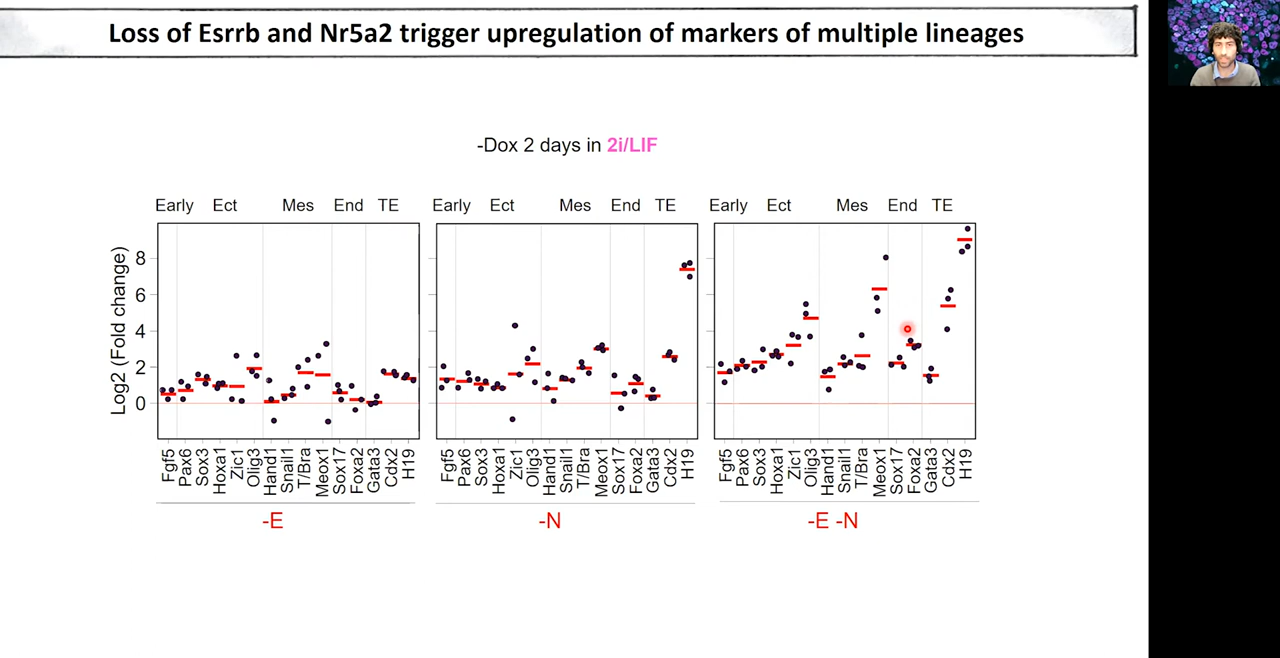 Loss of Esrrb and Nr5a2 trigger upregulation of markers of multiple lineages
-Dox 2 days in 2i/LIF
Early Ect Mes End TE
Early Ect Mes End TE
Early Ect Mes End TE
Log2 (Fold change)
8
6
4
2
0
Fgf5 Pax6 Sox3 Hoxa1 Zic1 Olig3 Hand1 Snail1 T/Bra Meox1 Sox17 Foxa2 Gata3 Cdx2 H19
Fgf5 Pax6 Sox3 Hoxa1 Zic1 Olig3 Hand1 Snail1 T/Bra Meox1 Sox17 Foxa2 Gata3 Cdx2 H19
Fgf5 Pax6 Sox3 Hoxa1 Zic1 Olig3 Hand1 Snail1 T/Bra Meox1 Sox17 Foxa2 Gata3 Cdx2 H19
-E
-N
-E -N